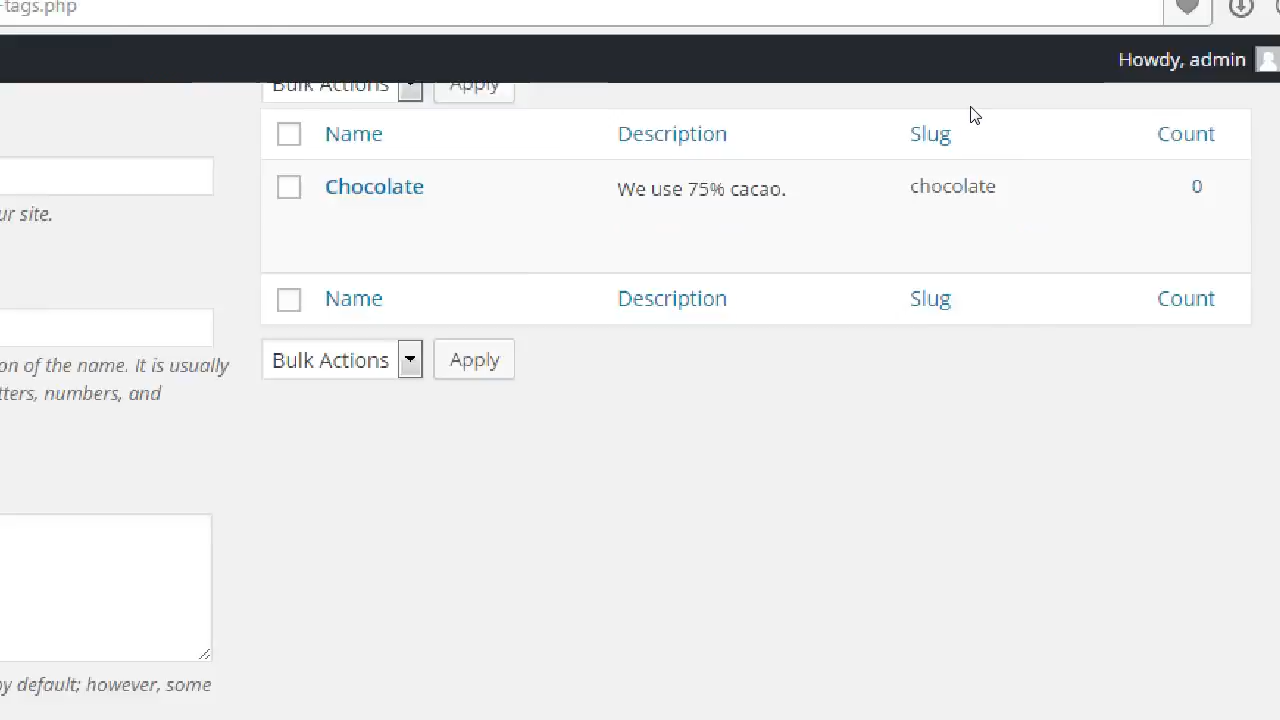 -tags.php
Howdy, admin
Bulk Actions Apply
Name Description Slug Count
Chocolate We use 75% cacao. chocolate 0
ur site.
Name Description Slug Count
on of the name. It is usually
Bulk Actions Apply
tters, numbers, and
by default; however, some